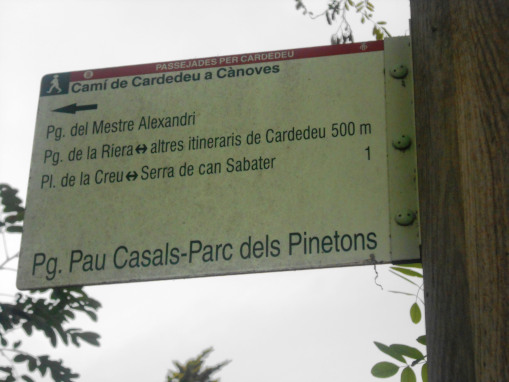 PASSEJADES PER CARDEDEU
Camí de Cardedeu a Cànoves
Pg. del Mestre Alexandri
Pg. de la Riera↔altres itineraris de Cardedeu 500 m
Pl. de la Creu↔Serra de can Sabater 1
Pg. Pau Casals-Parc dels Pinetons